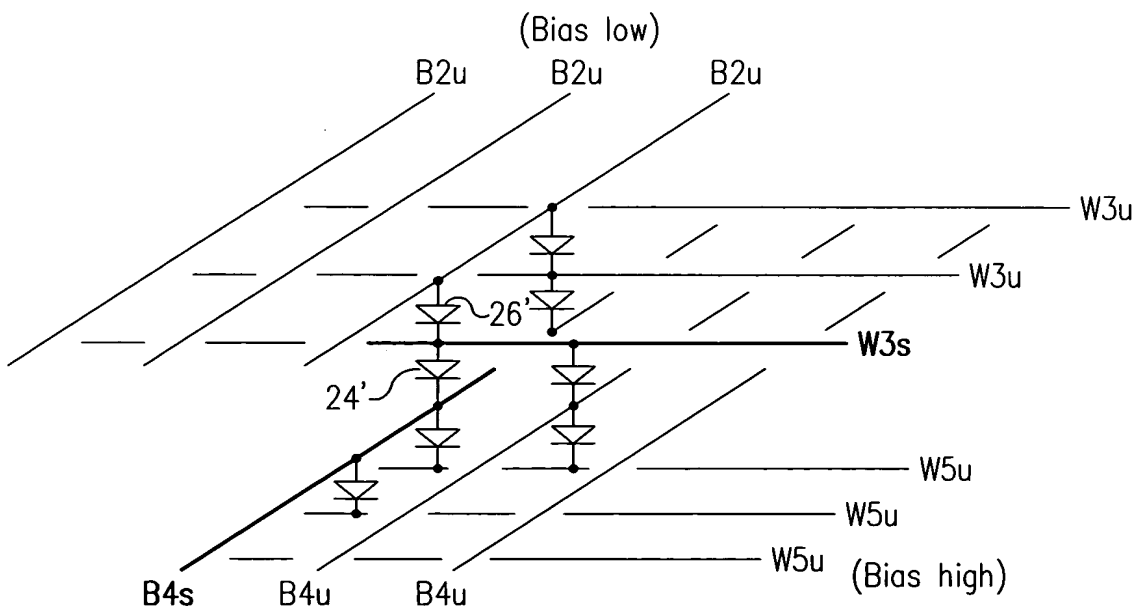 (Bias low)
B2u B2u B2u
W3u
W3u
26'
W3s
24'
W5u
W5u
W5u
(Bias high)
B4s B4u B4u